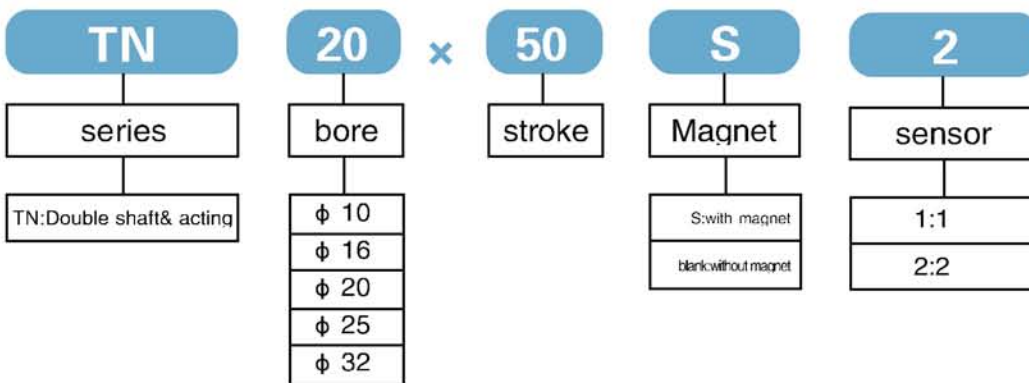 TN 20 × 50 S 2
series bore stroke Magnet sensor
TN:Double shaft& acting
S:with magnet
blank:without magnet
ϕ 10
ϕ 16
ϕ 20
ϕ 25
ϕ 32
1:1
2:2